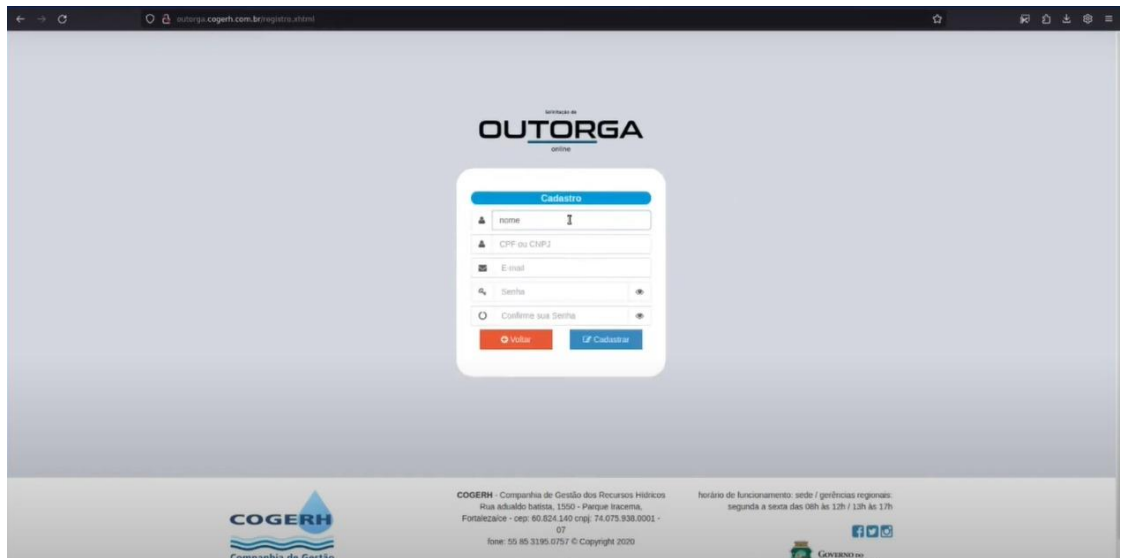 outorga.cogerh.com.br/registro.xhtml
solicitação de
OUTORGA
online
Cadastro
nome
CPF ou CNPJ
E-mail
Senha
Confirme sua Senha
Voltar
Cadastrar
COGERH
Companhia de Gestão
COGERH - Companhia de Gestão dos Recursos Hídricos
Rua adualdo batista, 1550 - Parque Iracema,
Fortaleza/ce - cep: 60.824.140 cnpj: 74.075.938.0001 -
07
fone: 55 85 3195.0757 © Copyright 2020
horário de funcionamento: sede / gerências regionais:
segunda a sexta das 08h às 12h / 13h às 17h
GOVERNO DO